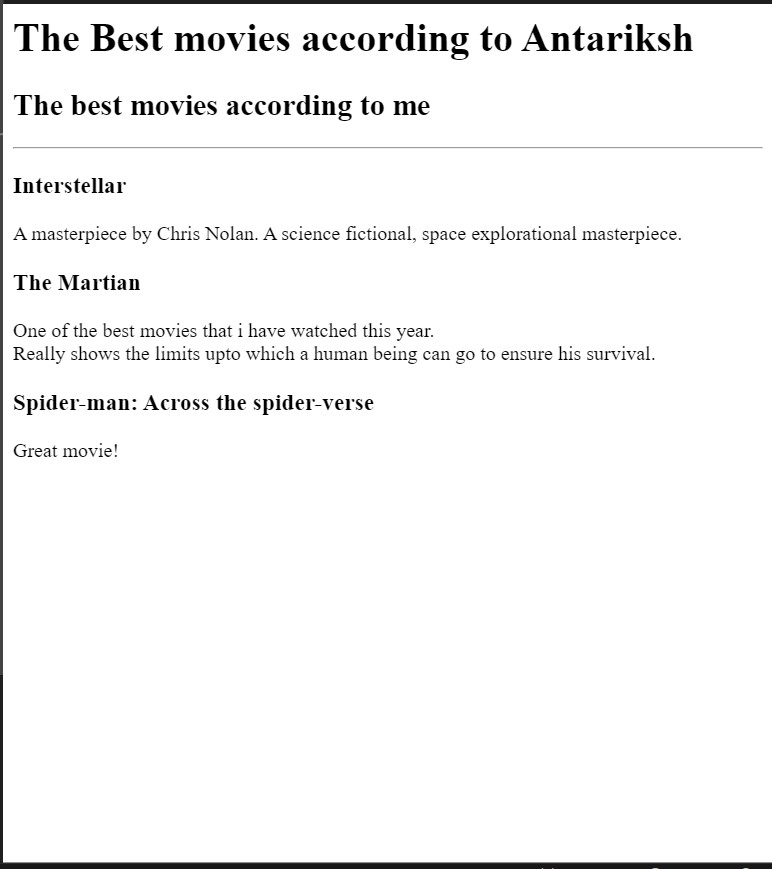 The Best movies according to Antariksh
The best movies according to me
Interstellar
A masterpiece by Chris Nolan. A science fictional, space explorational masterpiece.
The Martian
One of the best movies that i have watched this year.
Really shows the limits upto which a human being can go to ensure his survival.
Spider-man: Across the spider-verse
Great movie!